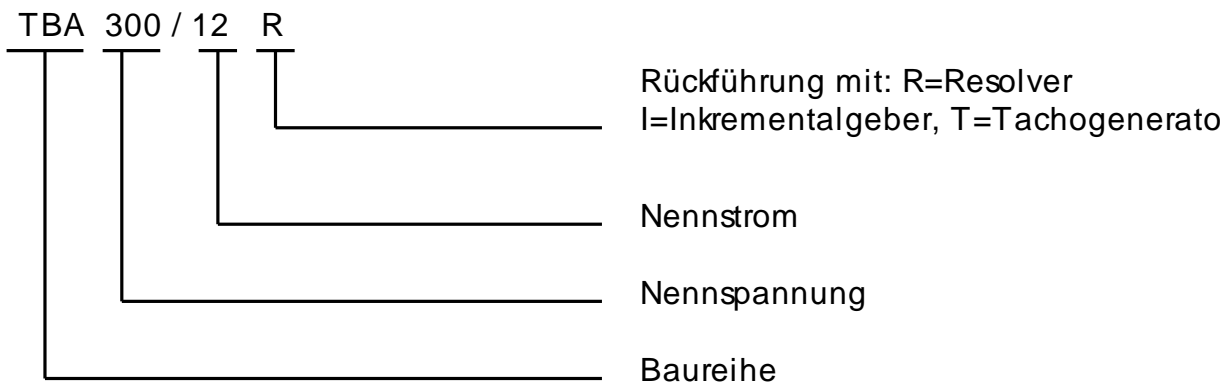 TBA 300 / 12 R
Rückführung mit: R=Resolver
I=Inkrementalgeber, T=Tachogenerato
Nennstrom
Nennspannung
Baureihe